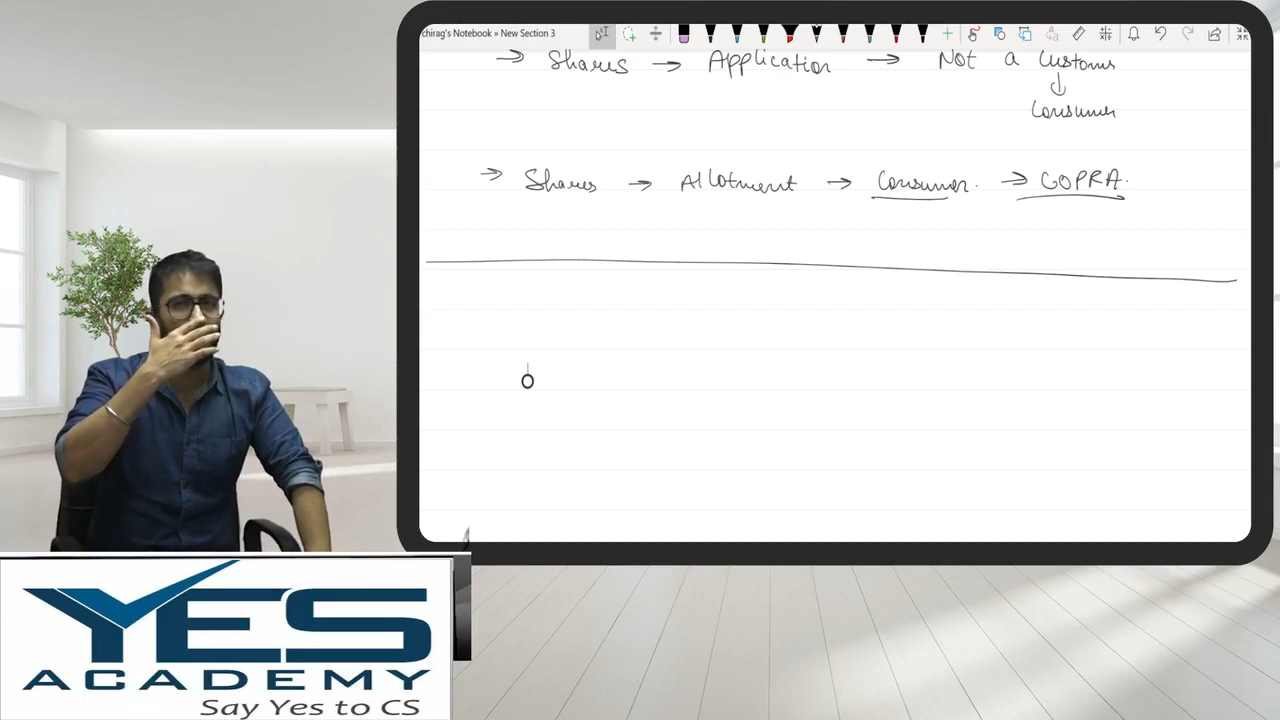 chirag's Notebook » New Section 3
→ Shares → Application → Not a Customer
↓
Consumer
→ Shares → Allotment → Consumer. → COPRA.
YES
ACADEMY
Say Yes to CS